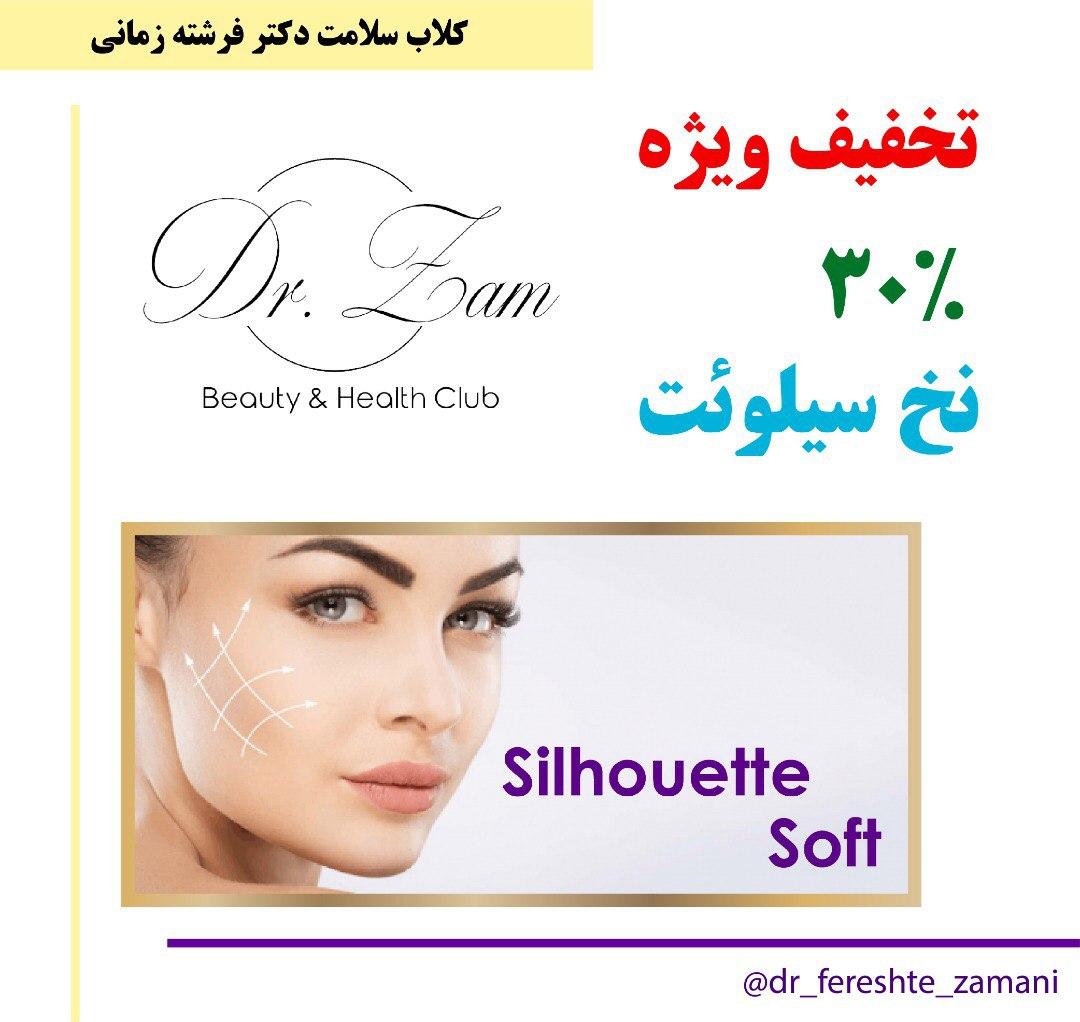 کلاب سلامت دکتر فرشته زمانی
تخفیف ویژه
۳۰٪
نخ سیلوئت
Dr. Zam
Beauty & Health Club
Silhouette
Soft
@dr_fereshte_zamani